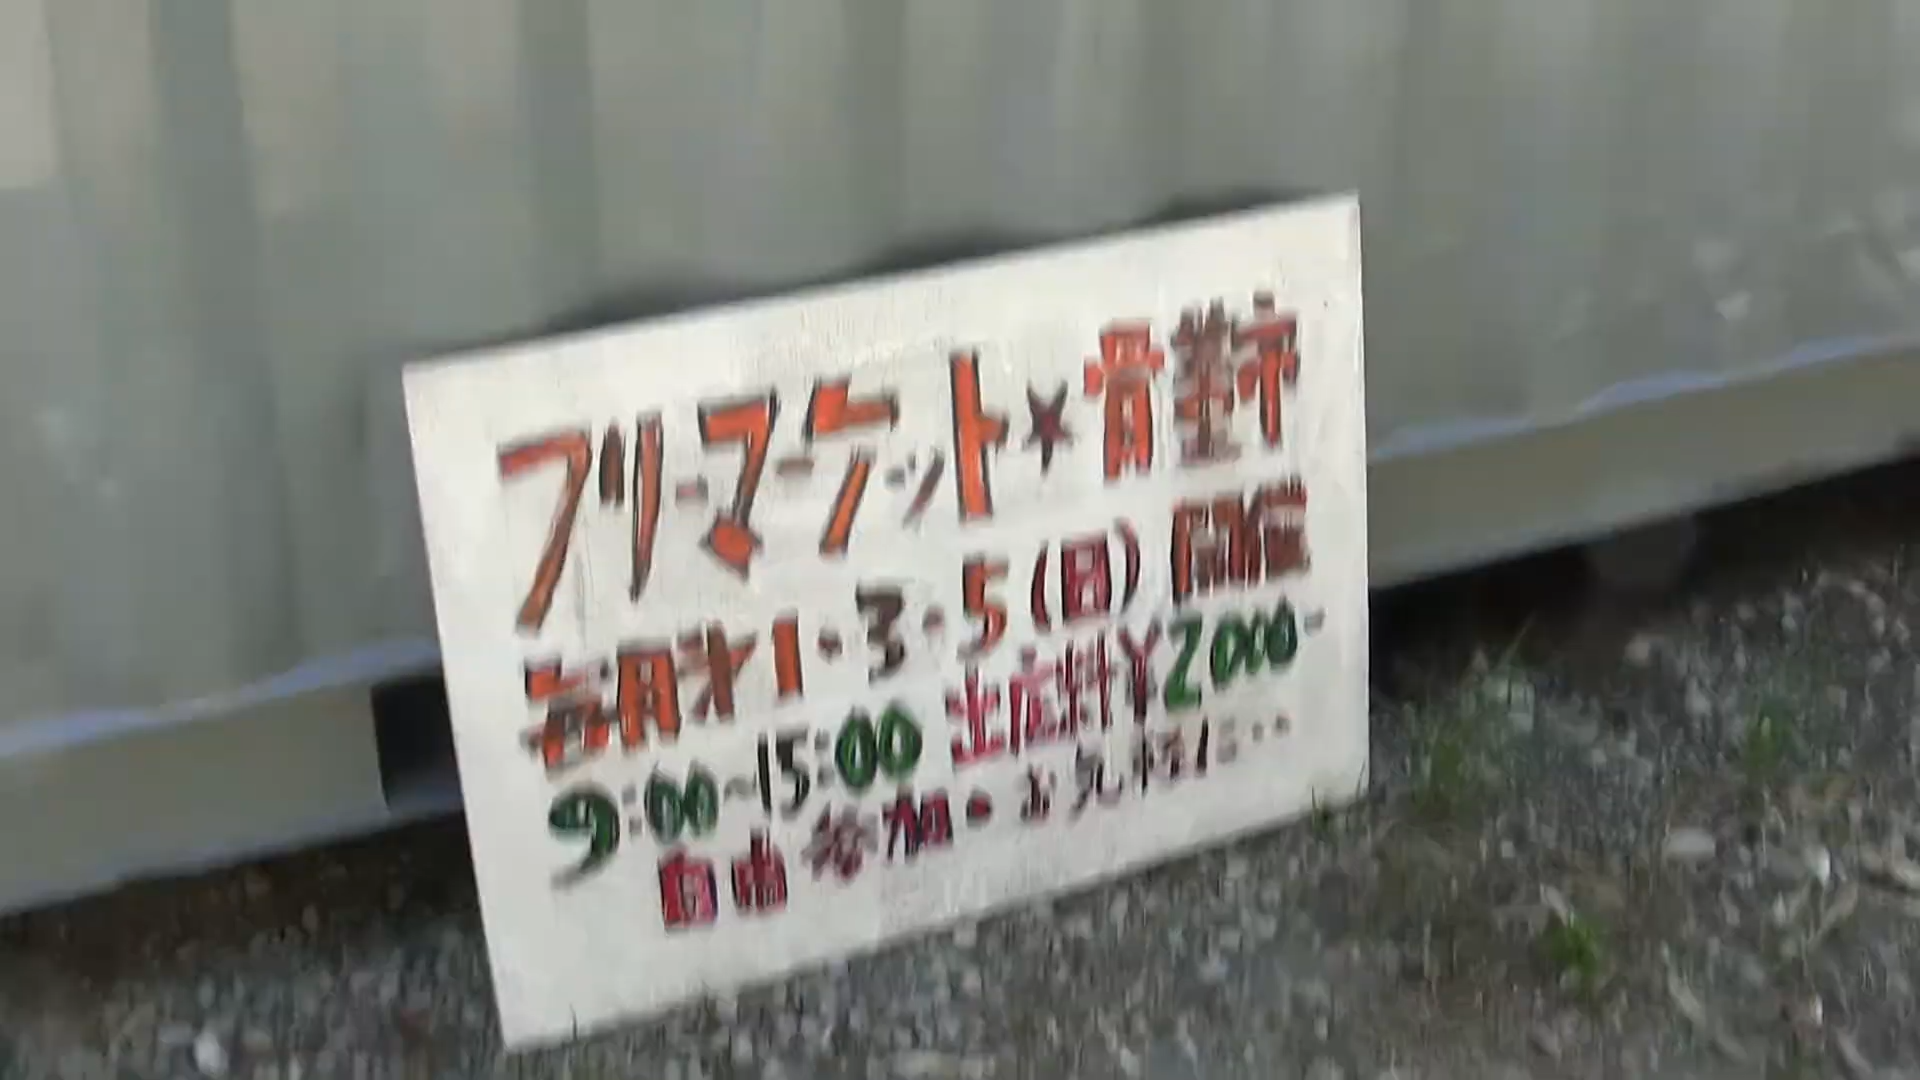 フリーマーケット★骨董市
毎月才1・3・5(日)開催
9:00~15:00 出店料¥2000-
自由参加・お気軽に…